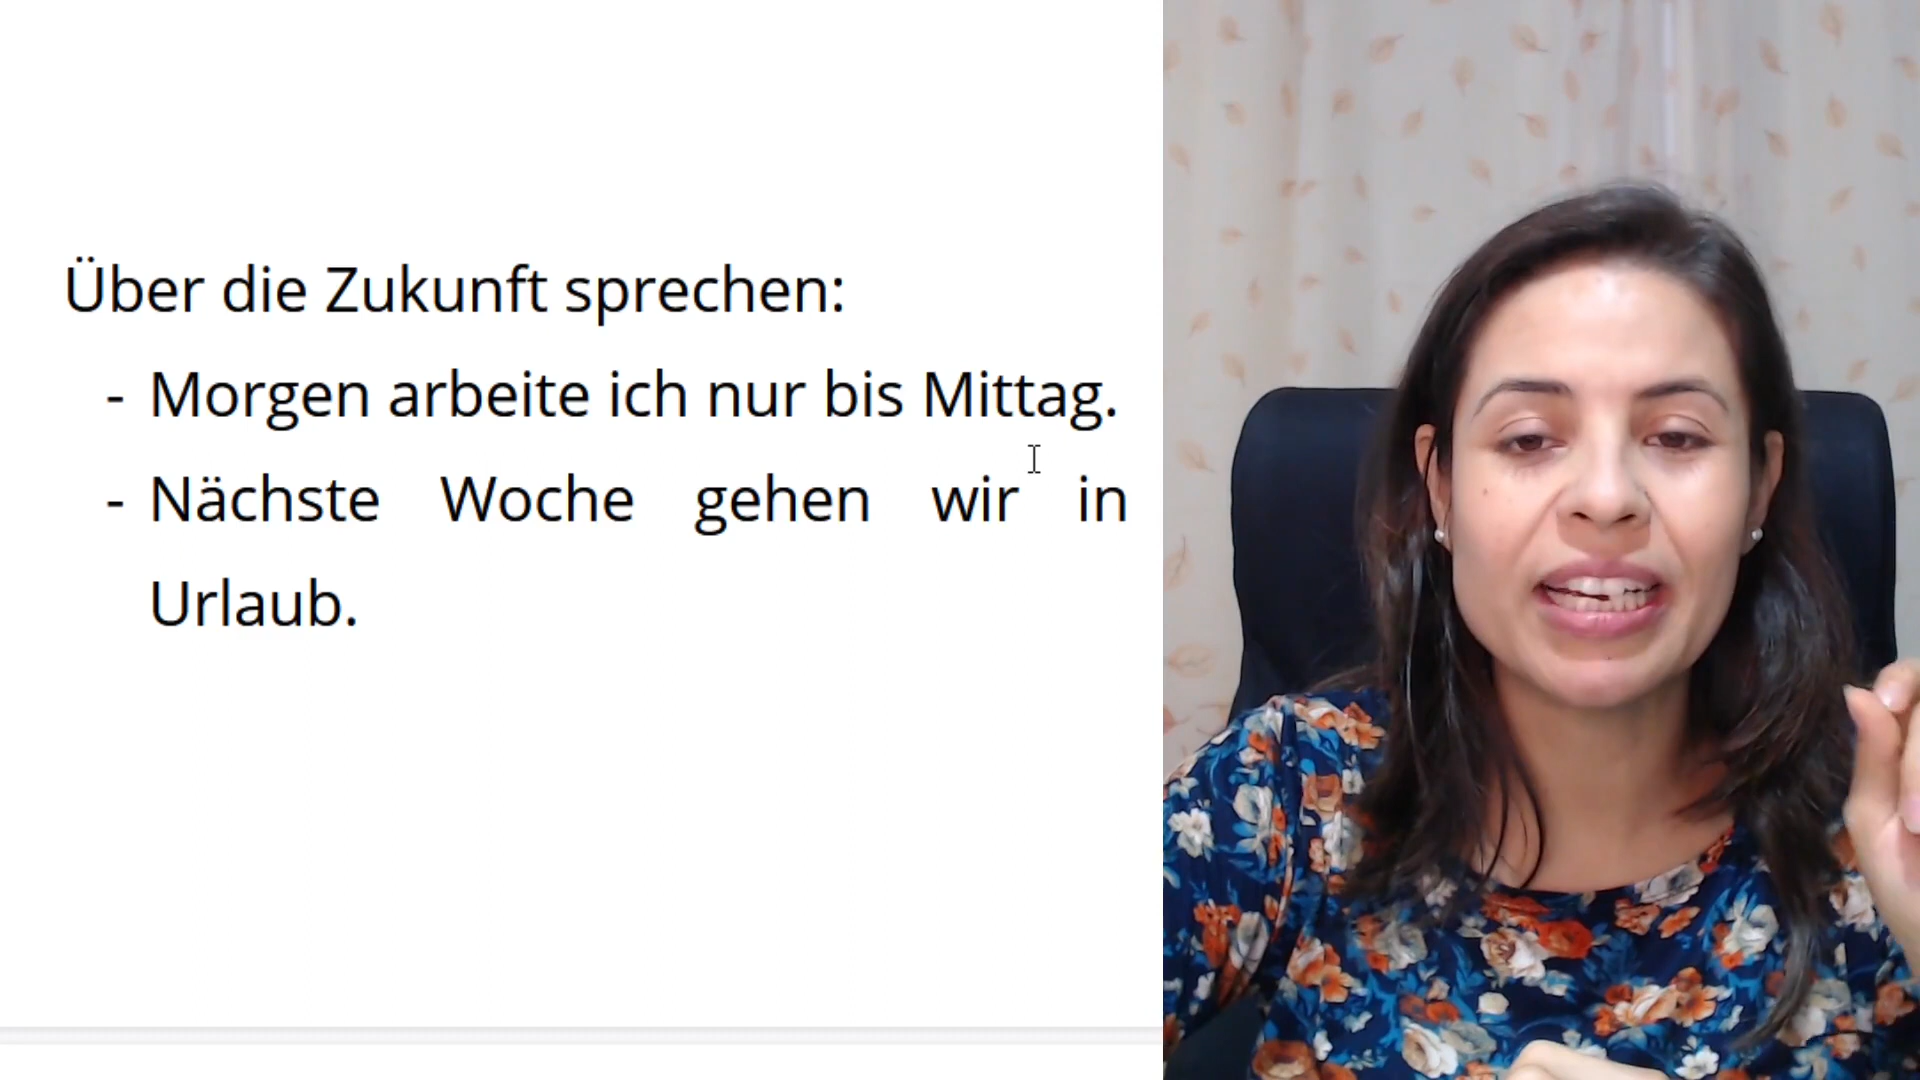 Über die Zukunft sprechen:
- Morgen arbeite ich nur bis Mittag.
- Nächste Woche gehen wir in
Urlaub.